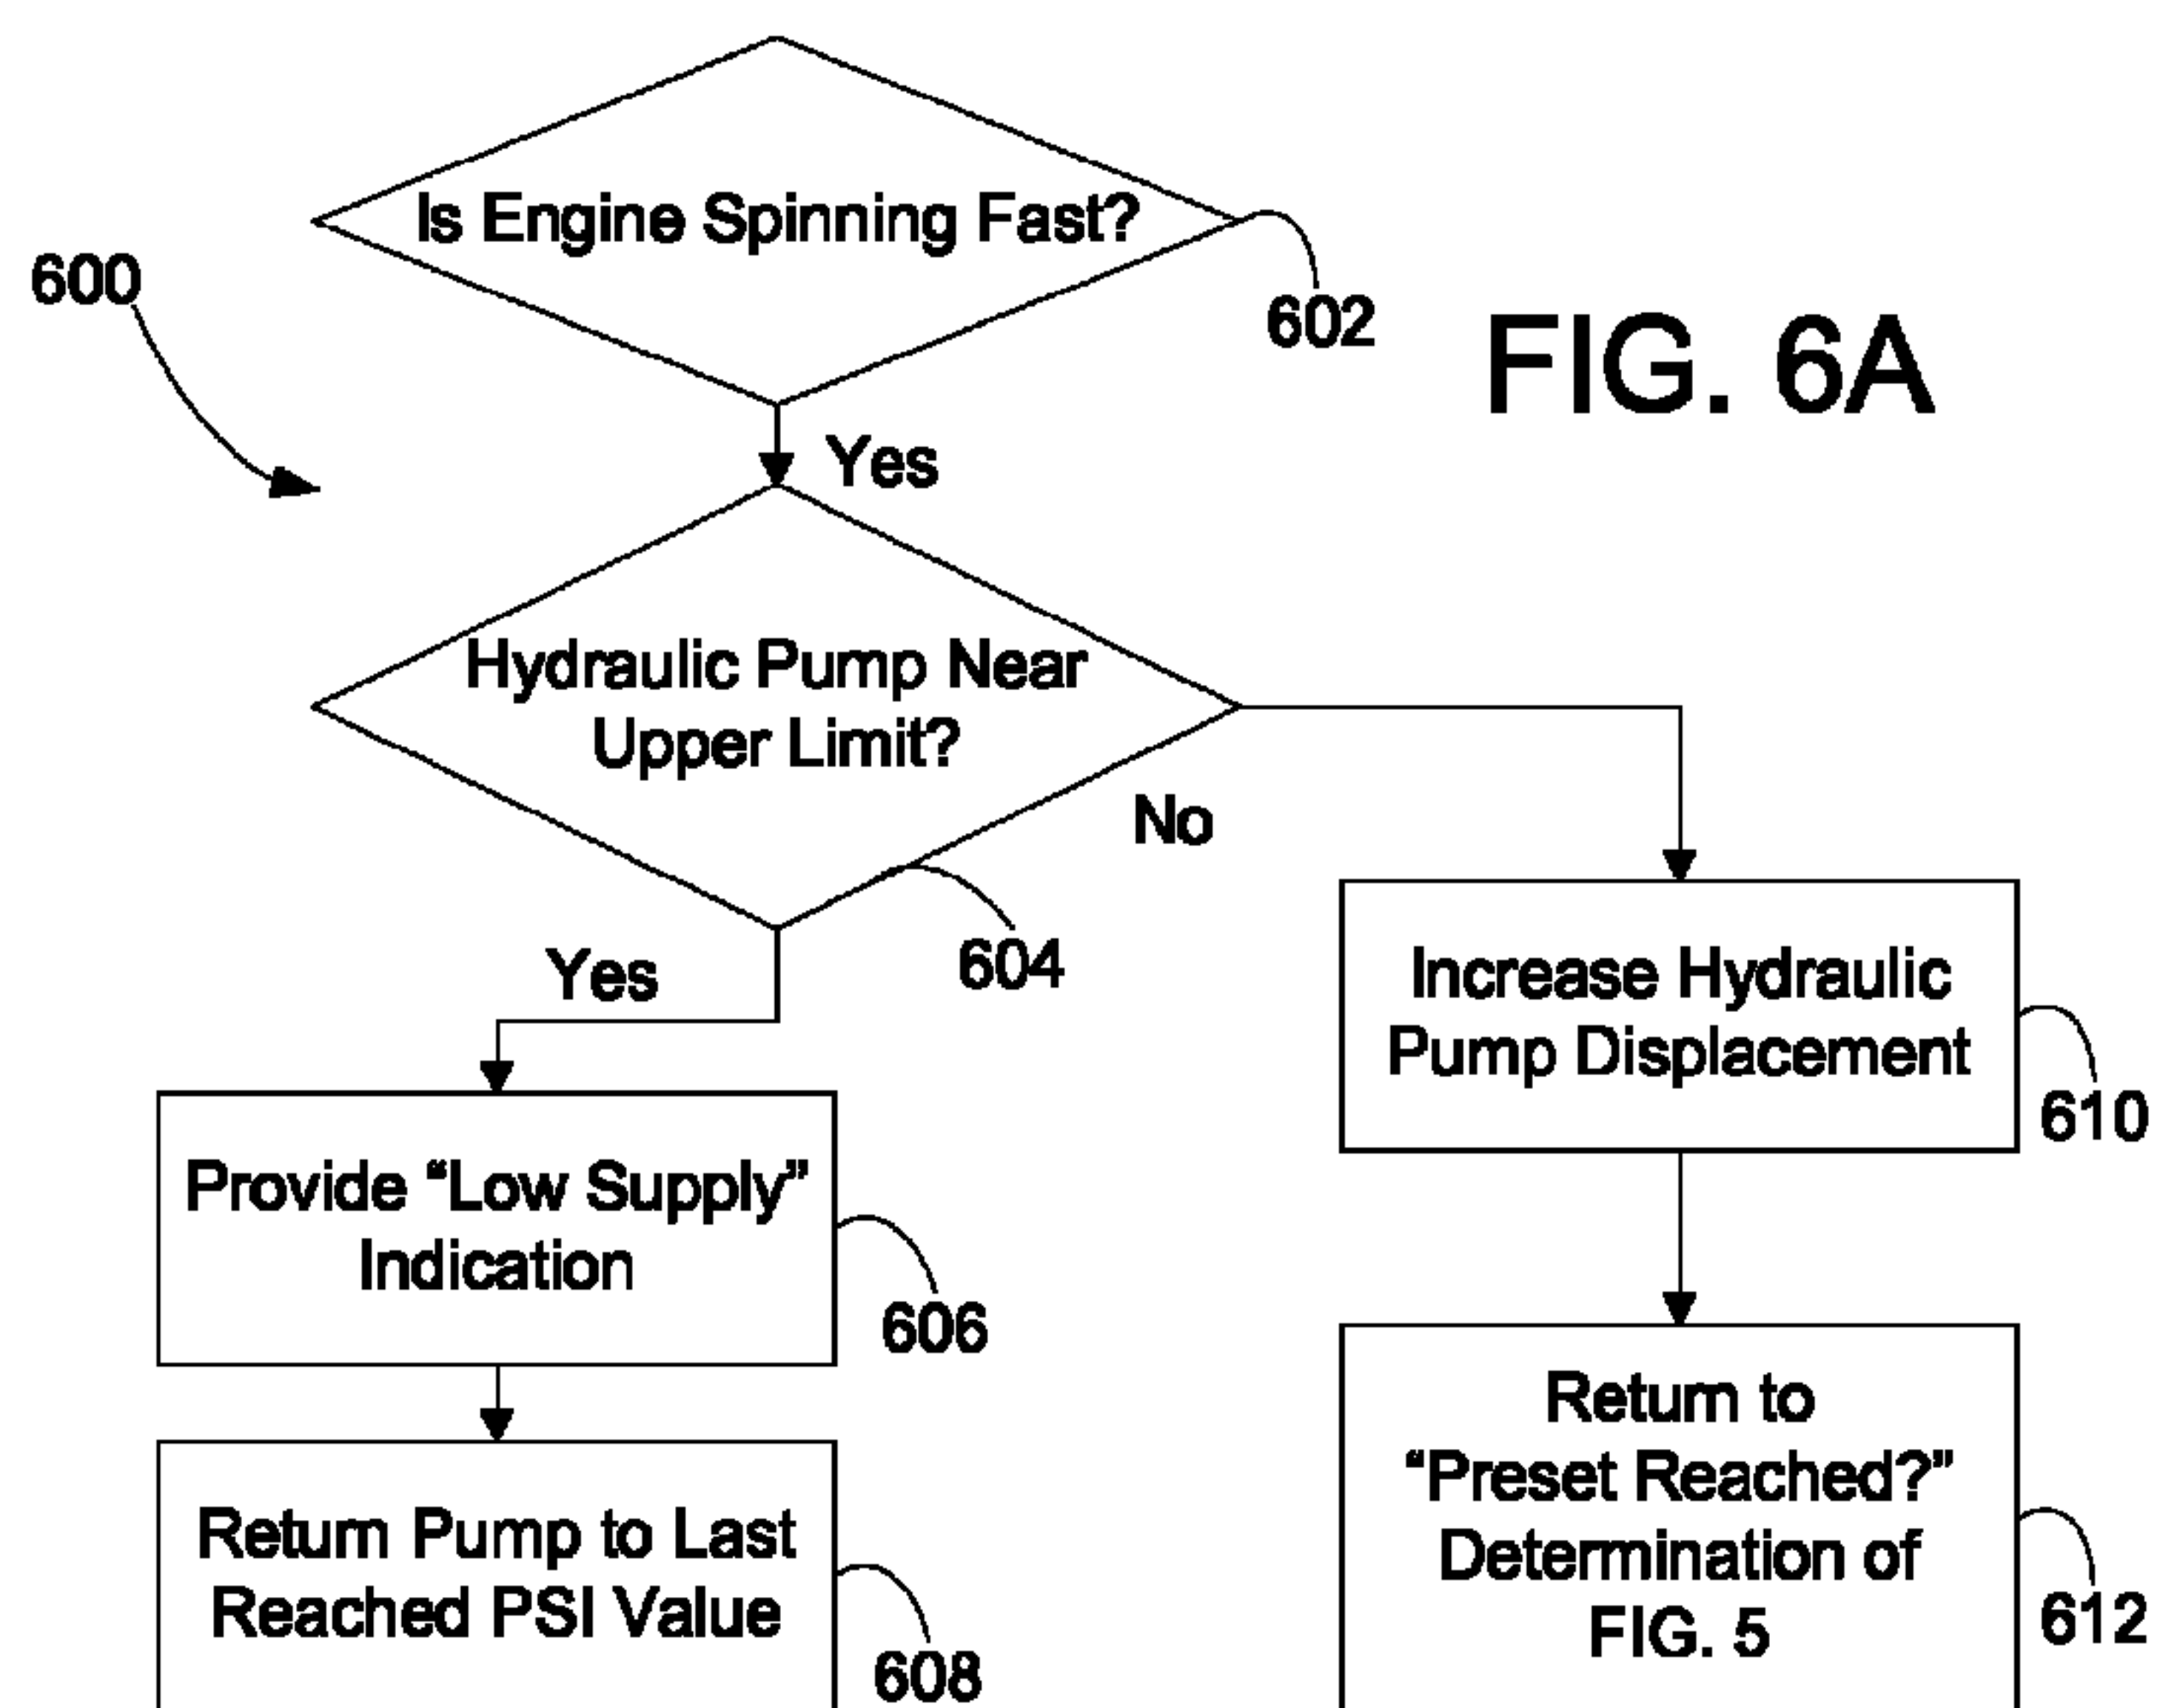 Is Engine Spinning Fast?
600
602
FIG. 6A
Yes
Hydraulic Pump Near
Upper Limit?
No
604
Yes
Increase Hydraulic
Pump Displacement
610
Provide “Low Supply”
Indication
606
Return to
“Preset Reached?”
Determination of
FIG. 5
612
Return Pump to Last
Reached PSI Value
608